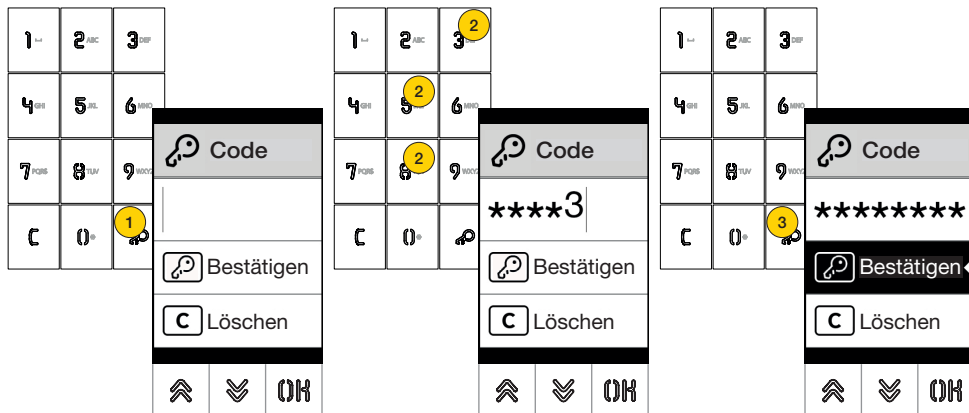 1 2 ABC 3 DEF
4 GHI 5 JKL 6 MNO
7 PQRS 8 TUV 9 WXYZ
C 0 1
Code
Bestätigen
C Löschen
OK
1 2 ABC 3 2
4 GHI 5 2 6 MNO
7 PQRS 8 2 9 WXYZ
C 0
Code
****3
Bestätigen
C Löschen
OK
1 2 ABC 3 DEF
4 GHI 5 JKL 6 MNO
7 PQRS 8 TUV 9 WXYZ
C 0 3
Code
********
Bestätigen
C Löschen
OK